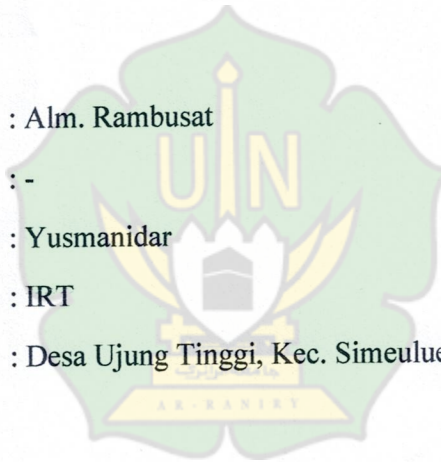 : Alm. Rambusat
: -
UIN
: Yusmanidar
: IRT
: Desa Ujung Tinggi, Kec. Simeulue
AR-RANIRY